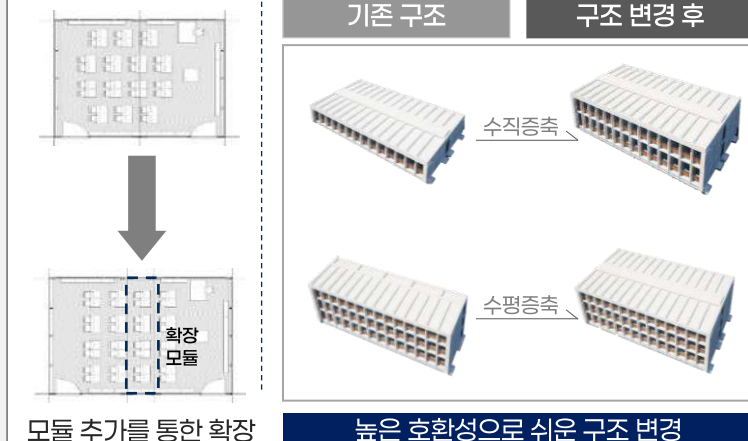 기존 구조
구조 변경 후
수직증축
수평증축
확장
모듈
모듈 추가를 통한 확장
높은 호환성으로 쉬운 구조 변경